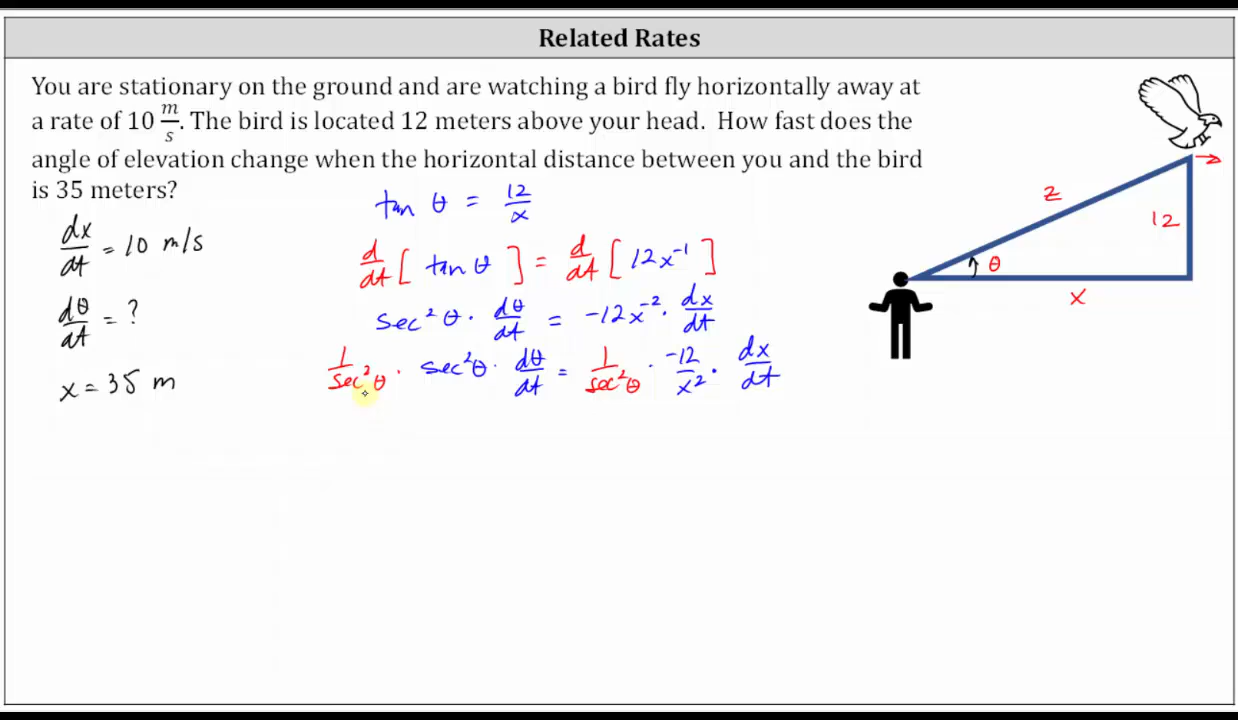 Related Rates
You are stationary on the ground and are watching a bird fly horizontally away at
a rate of 10 m/s. The bird is located 12 meters above your head. How fast does the
angle of elevation change when the horizontal distance between you and the bird
is 35 meters?
tan θ = 12/x
dx/dt = 10 m/s
d/dt [ tan θ ] = d/dt [ 12x⁻¹ ]
dθ/dt = ?
sec² θ · dθ/dt = -12x⁻² · dx/dt
1/sec²θ · sec²θ · dθ/dt = 1/sec²θ · -12/x² · dx/dt
x = 35 m
z
12
θ
x